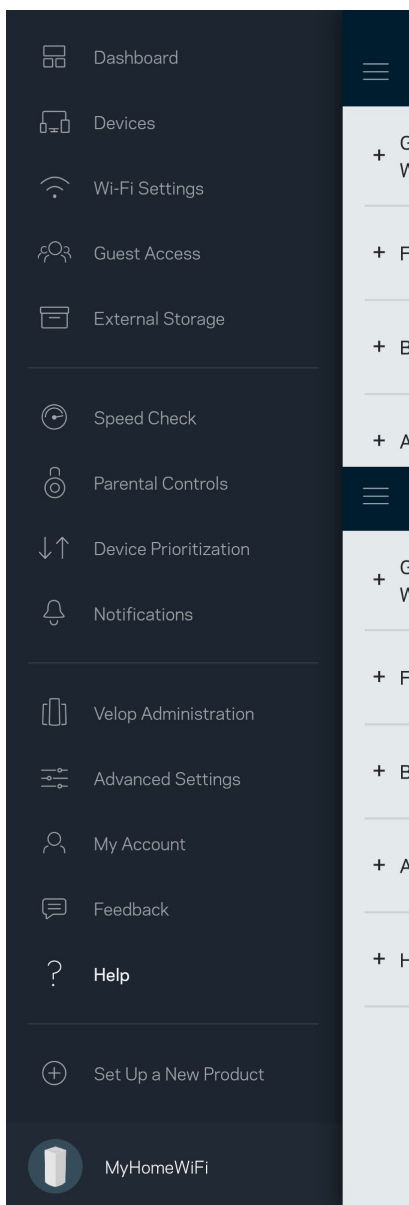 Dashboard
Devices
Wi-Fi Settings
Guest Access
External Storage
Speed Check
Parental Controls
Device Prioritization
Notifications
Velop Administration
Advanced Settings
My Account
Feedback
? Help
Set Up a New Product
MyHomeWiFi